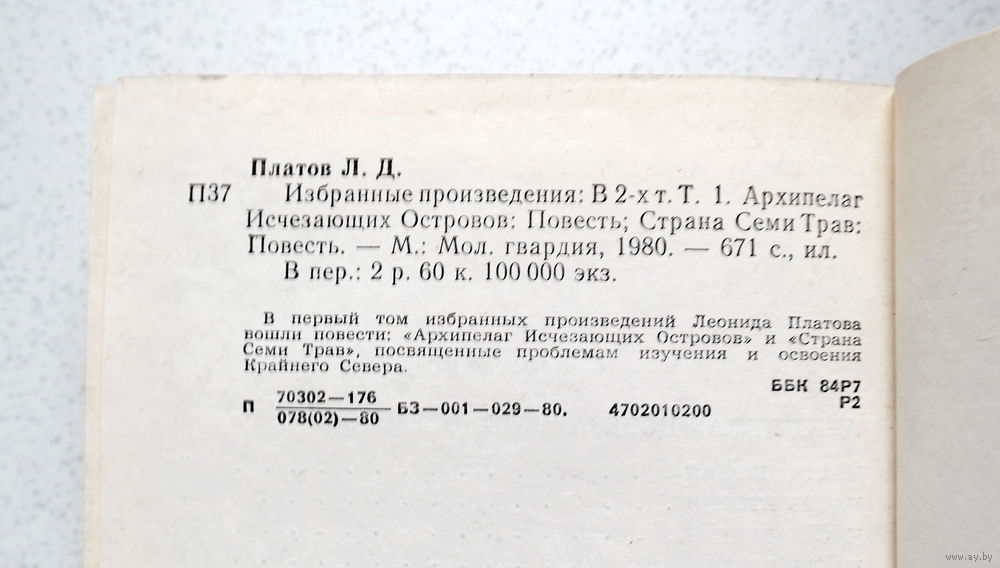 Платов Л. Д.
П37 Избранные произведения: В 2-х т. Т. 1. Архипелаг
Исчезающих Островов: Повесть; Страна Семи Трав:
Повесть. — М.: Мол. гвардия, 1980. — 671 с., ил.
В пер.: 2 р. 60 к. 100 000 экз.
В первый том избранных произведений Леонида Платова
вошли повести: «Архипелаг Исчезающих Островов» и «Страна
Семи Трав», посвященные проблемам изучения и освоения
Крайнего Севера.
ББК 84Р7
Р2
П 70302—176
078(02)—80 БЗ—001—029—80. 4702010200
www.ay.by